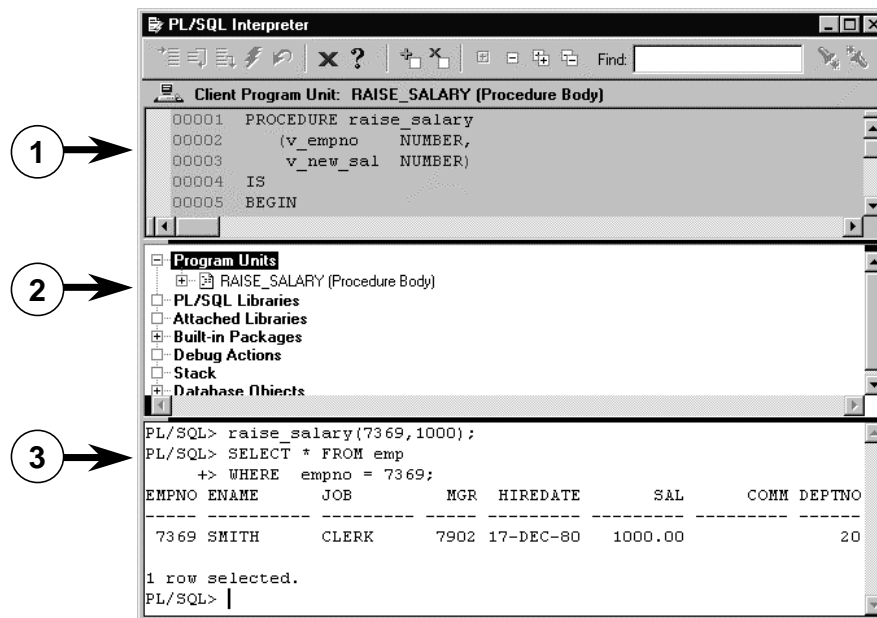 PL/SQL Interpreter
Find:
Client Program Unit: RAISE_SALARY (Procedure Body)
1
00001 PROCEDURE raise_salary
00002 (v_empno NUMBER,
00003 v_new_sal NUMBER)
00004 IS
00005 BEGIN
2
Program Units
RAISE_SALARY (Procedure Body)
PL/SQL Libraries
Attached Libraries
Built-in Packages
Debug Actions
Stack
Database Objects
3
PL/SQL> raise_salary(7369,1000);
PL/SQL> SELECT * FROM emp
+> WHERE empno = 7369;
EMPNO ENAME JOB MGR HIREDATE SAL COMM DEPTNO
----- ---------- --------- ----- --------- --------- --------- ------
7369 SMITH CLERK 7902 17-DEC-80 1000.00 20
1 row selected.
PL/SQL>